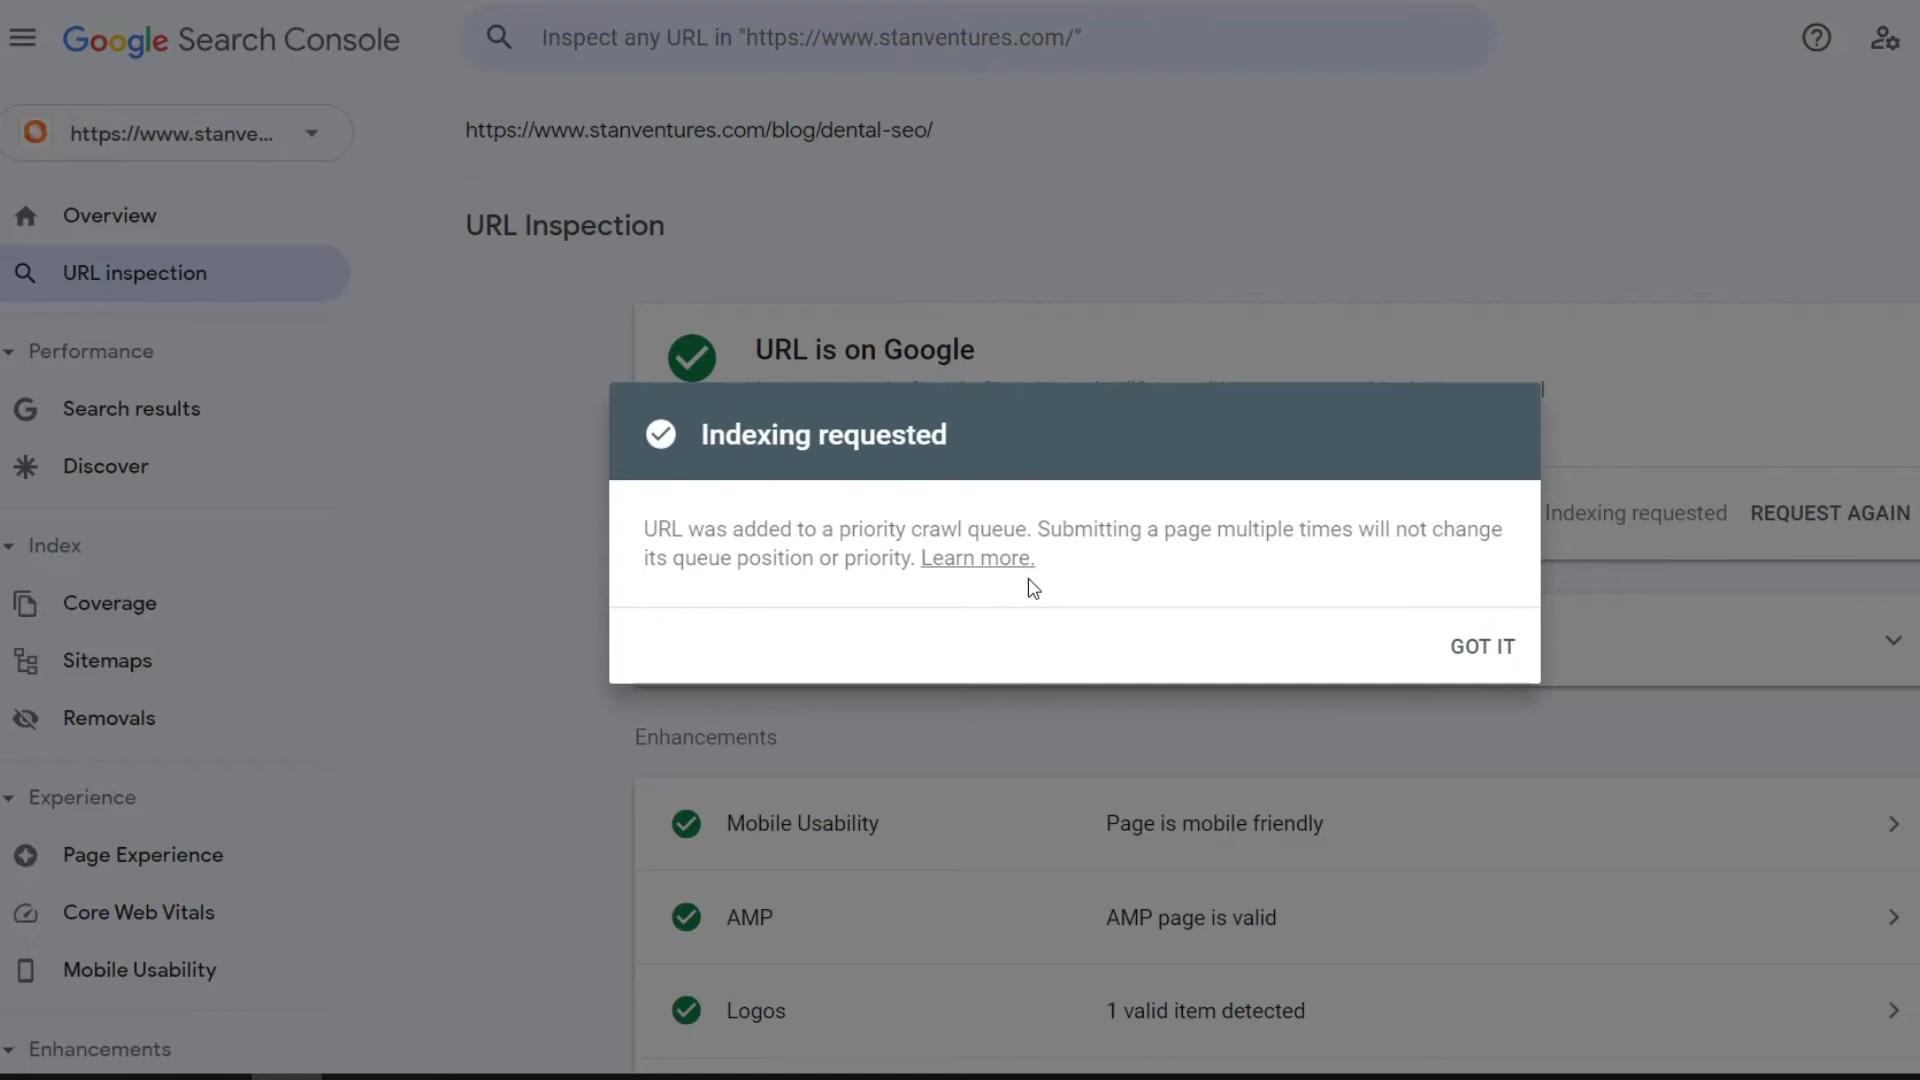 Google Search Console
Inspect any URL in "https://www.stanventures.com/"
https://www.stanve...
https://www.stanventures.com/blog/dental-seo/
Overview
URL inspection
URL Inspection
Performance
Search results
Discover
Index
Coverage
Sitemaps
Removals
Experience
Page Experience
Core Web Vitals
Mobile Usability
Enhancements
URL is on Google
Indexing requested
URL was added to a priority crawl queue. Submitting a page multiple times will not change
its queue position or priority. Learn more.
GOT IT
Indexing requested REQUEST AGAIN
Enhancements
Mobile Usability Page is mobile friendly
AMP AMP page is valid
Logos 1 valid item detected